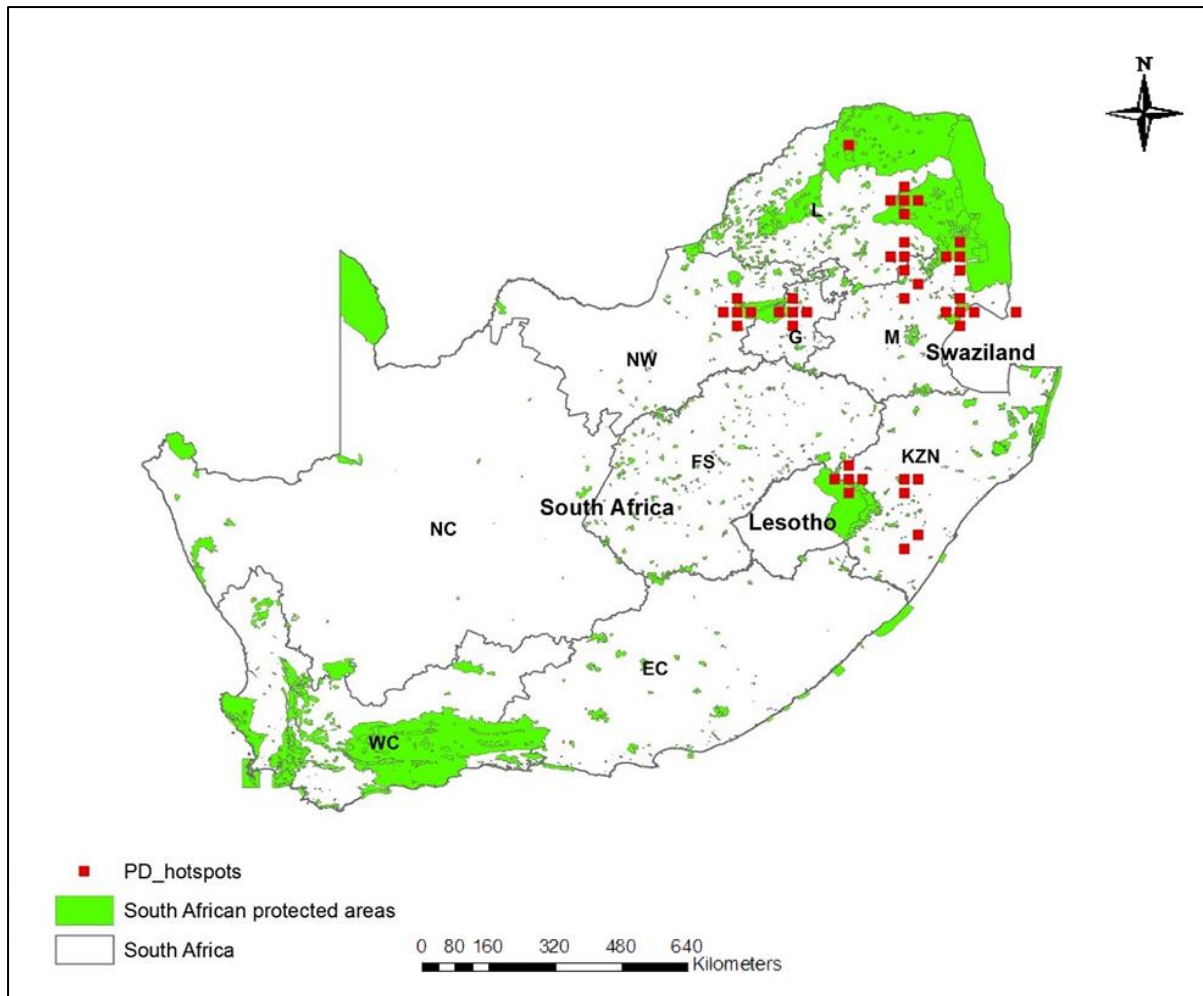 N
L
G
M
NW
Swaziland
FS
KZN
South Africa
Lesotho
NC
EC
WC
PD_hotspots
South African protected areas
South Africa
0 80 160 320 480 640
Kilometers